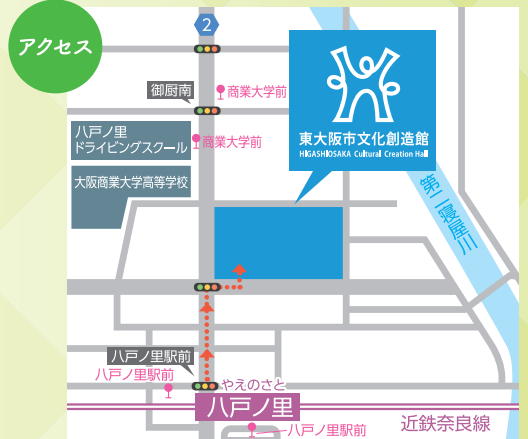 アクセス
2
御厨南
商業大学前
商業大学前
八戸ノ里
ドライビングスクール
大阪商業大学高等学校
東大阪市文化創造館
HIGASHIOSAKA Cultural Creation Hall
第二寝屋川
八戸ノ里駅前
八戸ノ里駅前
やえのさと
八戸ノ里
近鉄奈良線
八戸ノ里駅前